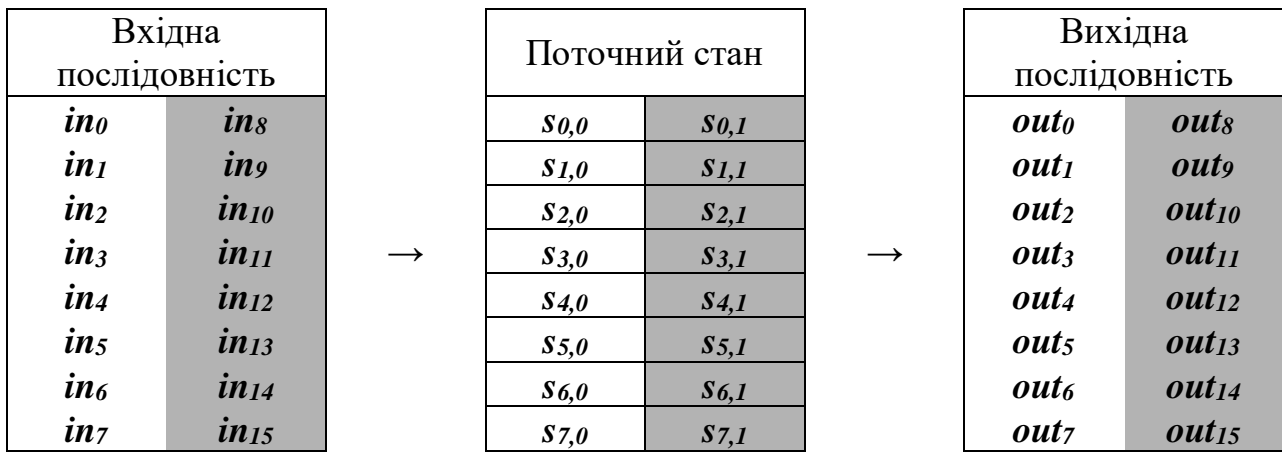 Вхідна послідовність Поточний стан Вихідна послідовність
in0 in8 s0,0 s0,1 out0 out8
in1 in9 s1,0 s1,1 out1 out9
in2 in10 s2,0 s2,1 out2 out10
in3 in11 → s3,0 s3,1 → out3 out11
in4 in12 s4,0 s4,1 out4 out12
in5 in13 s5,0 s5,1 out5 out13
in6 in14 s6,0 s6,1 out6 out14
in7 in15 s7,0 s7,1 out7 out15